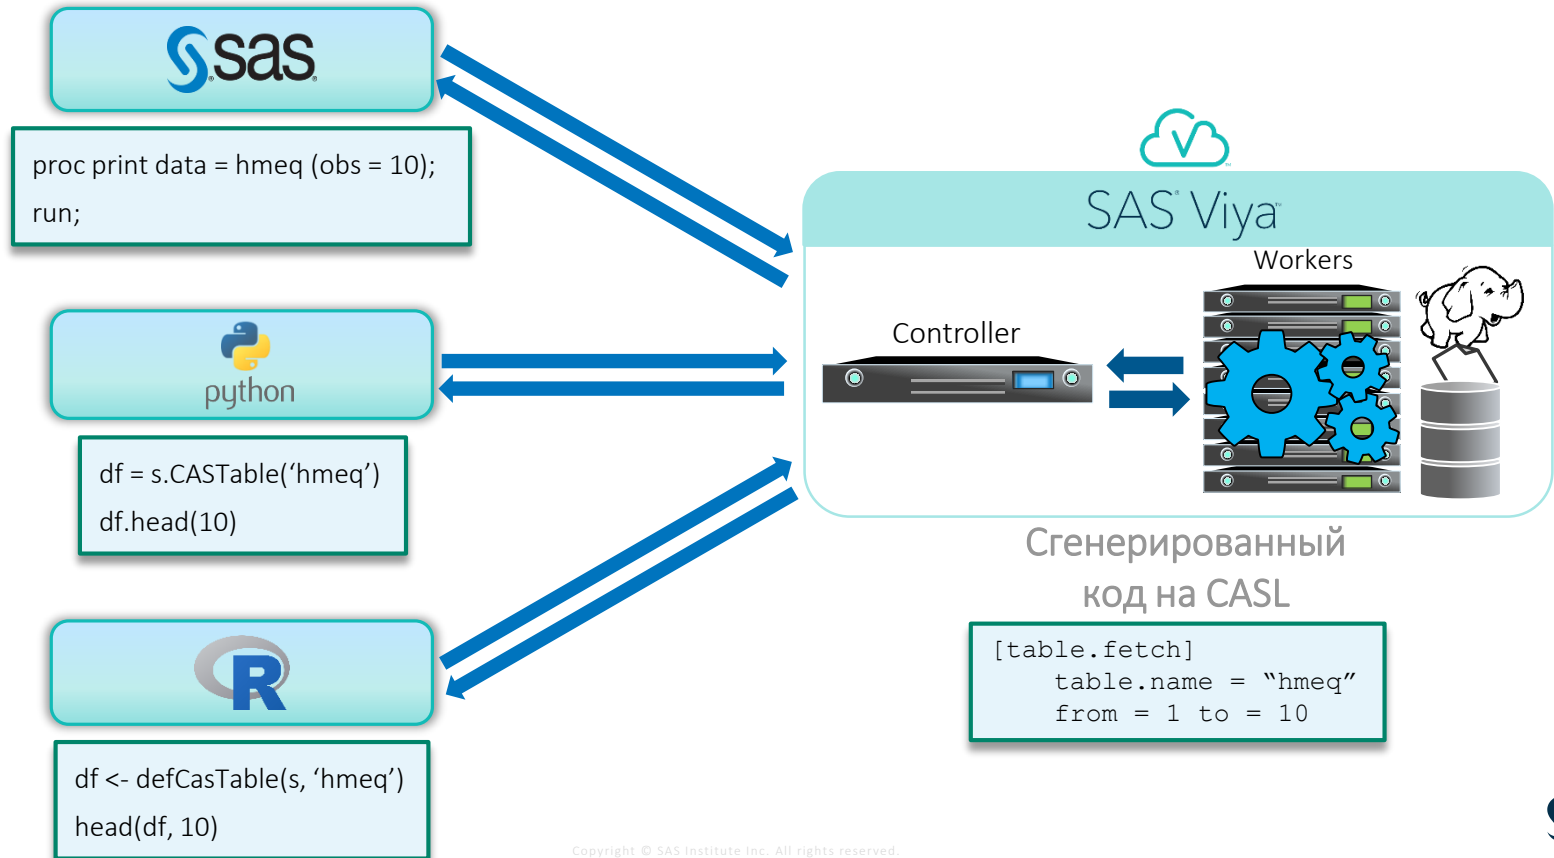 sas
proc print data = hmeq (obs = 10);
run;
python
df = s.CASTable(‘hmeq’)
df.head(10)
R
df <- defCasTable(s, ‘hmeq’)
head(df, 10)
SAS® Viya™
Workers
Controller
Сгенерированный
код на CASL
[table.fetch]
table.name = “hmeq”
from = 1 to = 10
Copyright © SAS Institute Inc. All rights reserved.